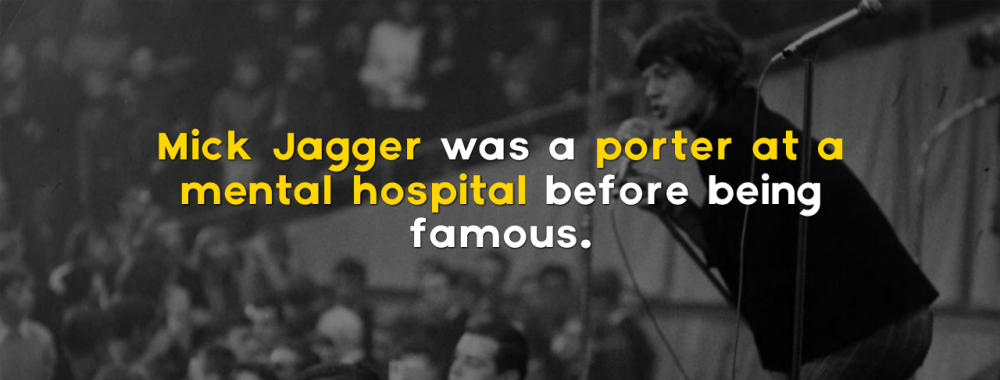 Mick Jagger was a porter at a
mental hospital before being
famous.